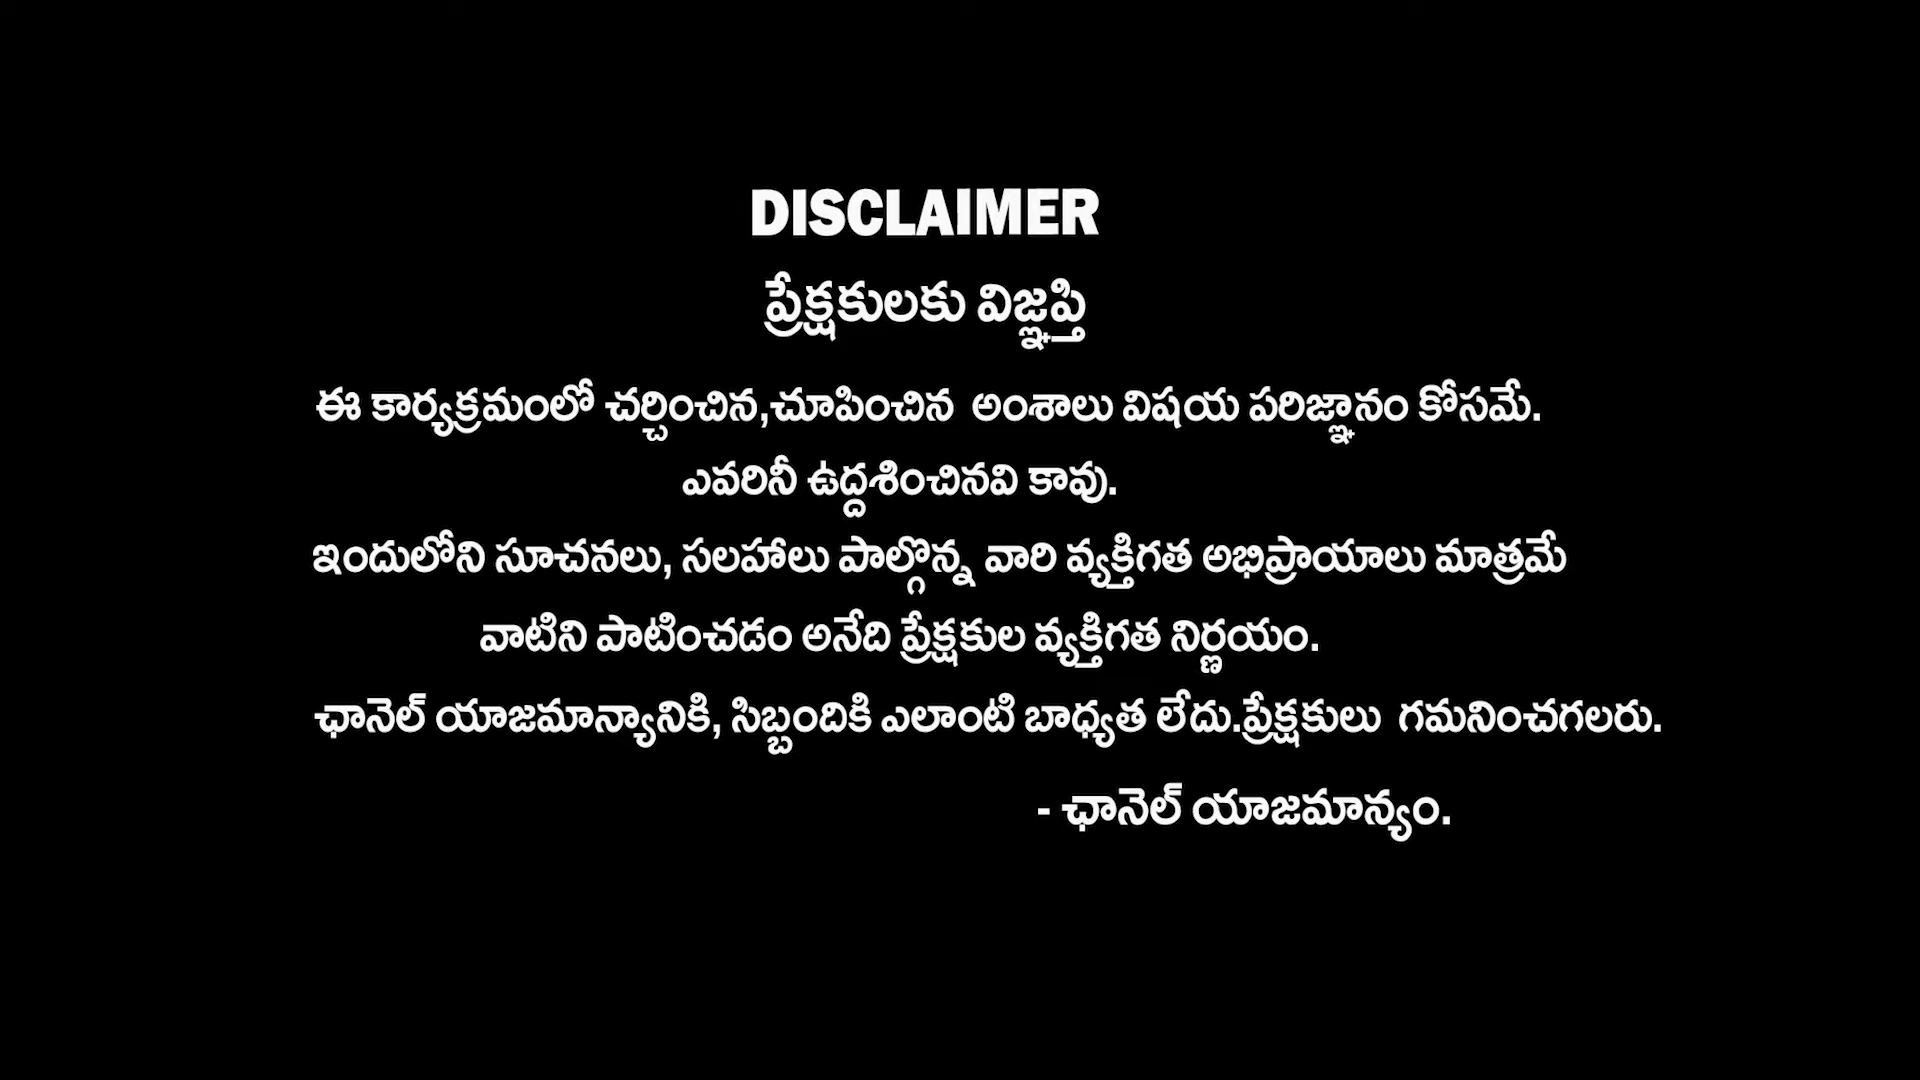 DISCLAIMER
ప్రేక్షకులకు విజ్ఞప్తి
ఈ కార్యక్రమంలో చర్చించిన,చూపించిన అంశాలు విషయ పరిజ్ఞానం కోసమే.
ఎవరినీ ఉద్దశించినవి కావు.
ఇందులోని సూచనలు, సలహాలు పాల్గొన్న వారి వ్యక్తిగత అభిప్రాయాలు మాత్రమే
వాటిని పాటించడం అనేది ప్రేక్షకుల వ్యక్తిగత నిర్ణయం.
ఛానెల్ యాజమాన్యానికి, సిబ్బందికి ఎలాంటి బాధ్యత లేదు.ప్రేక్షకులు గమనించగలరు.
- ఛానెల్ యాజమాన్యం.